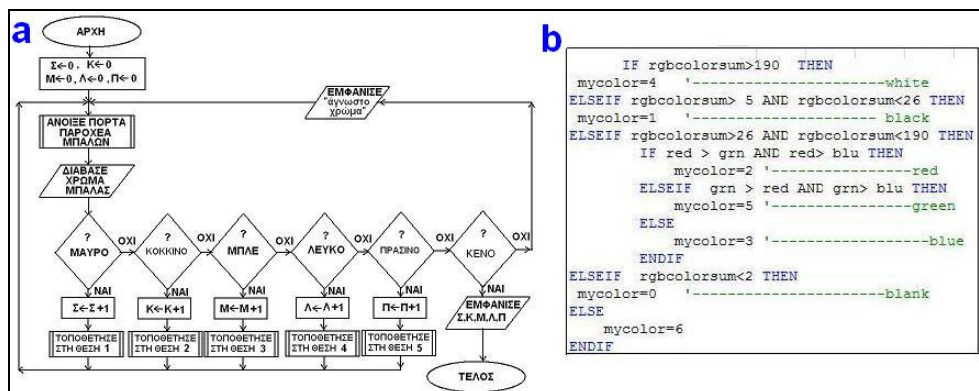 a
ΑΡΧΗ
Σ←0 , Κ←0
Μ←0 , Λ←0 , Π←0
ΑΝΟΙΞΕ ΠΟΡΤΑ
ΠΑΡΟΧΕΑ
ΜΠΑΛΩΝ
ΕΜΦΑΝΙΣΕ
"άγνωστο
χρώμα"
ΔΙΑΒΑΣΕ
ΧΡΩΜΑ
ΜΠΑΛΑΣ
?
ΜΑΥΡΟ
ΟΧΙ
?
ΚΟΚΚΙΝΟ
ΟΧΙ
?
ΜΠΛΕ
ΟΧΙ
?
ΛΕΥΚΟ
ΟΧΙ
?
ΠΡΑΣΙΝΟ
ΟΧΙ
?
ΚΕΝΟ
ΟΧΙ
ΝΑΙ
ΝΑΙ
ΝΑΙ
ΝΑΙ
ΝΑΙ
ΝΑΙ
Σ←Σ+1
Κ←Κ+1
Μ←Μ+1
Λ←Λ+1
Π←Π+1
ΕΜΦΑΝΙΣΕ
Σ,Κ,Μ,Λ,Π
ΤΟΠΟΘΕΤΗΣΕ
ΣΤΗ ΘΕΣΗ 1
ΤΟΠΟΘΕΤΗΣΕ
ΣΤΗ ΘΕΣΗ 2
ΤΟΠΟΘΕΤΗΣΕ
ΣΤΗ ΘΕΣΗ 3
ΤΟΠΟΘΕΤΗΣΕ
ΣΤΗ ΘΕΣΗ 4
ΤΟΠΟΘΕΤΗΣΕ
ΣΤΗ ΘΕΣΗ 5
ΤΕΛΟΣ
b
IF rgbcolorsum>190 THEN
mycolor=4 '-----------------------white
ELSEIF rgbcolorsum> 5 AND rgbcolorsum<26 THEN
mycolor=1 '---------------------- black
ELSEIF rgbcolorsum>26 AND rgbcolorsum<190 THEN
IF red > grn AND red> blu THEN
mycolor=2 '-----------------red
ELSEIF grn > red AND grn> blu THEN
mycolor=5 '-----------------green
ELSE
mycolor=3 '-------------------blue
ENDIF
ELSEIF rgbcolorsum<2 THEN
mycolor=0 '-----------------------blank
ELSE
mycolor=6
ENDIF